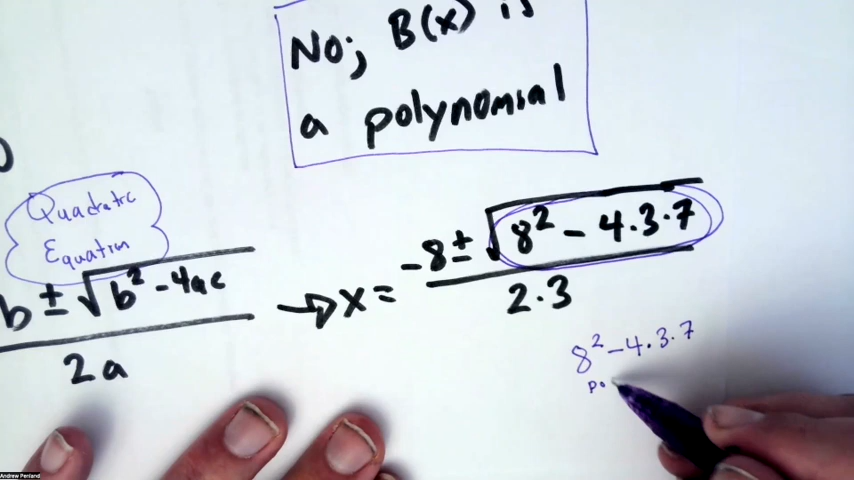 No; B(x) is
a polynomial
Quadratic
Equation
b ± √b² - 4ac
2a
→ x = -8 ± √8² - 4·3·7
2·3
8² - 4·3·7
po
Andrew Penland